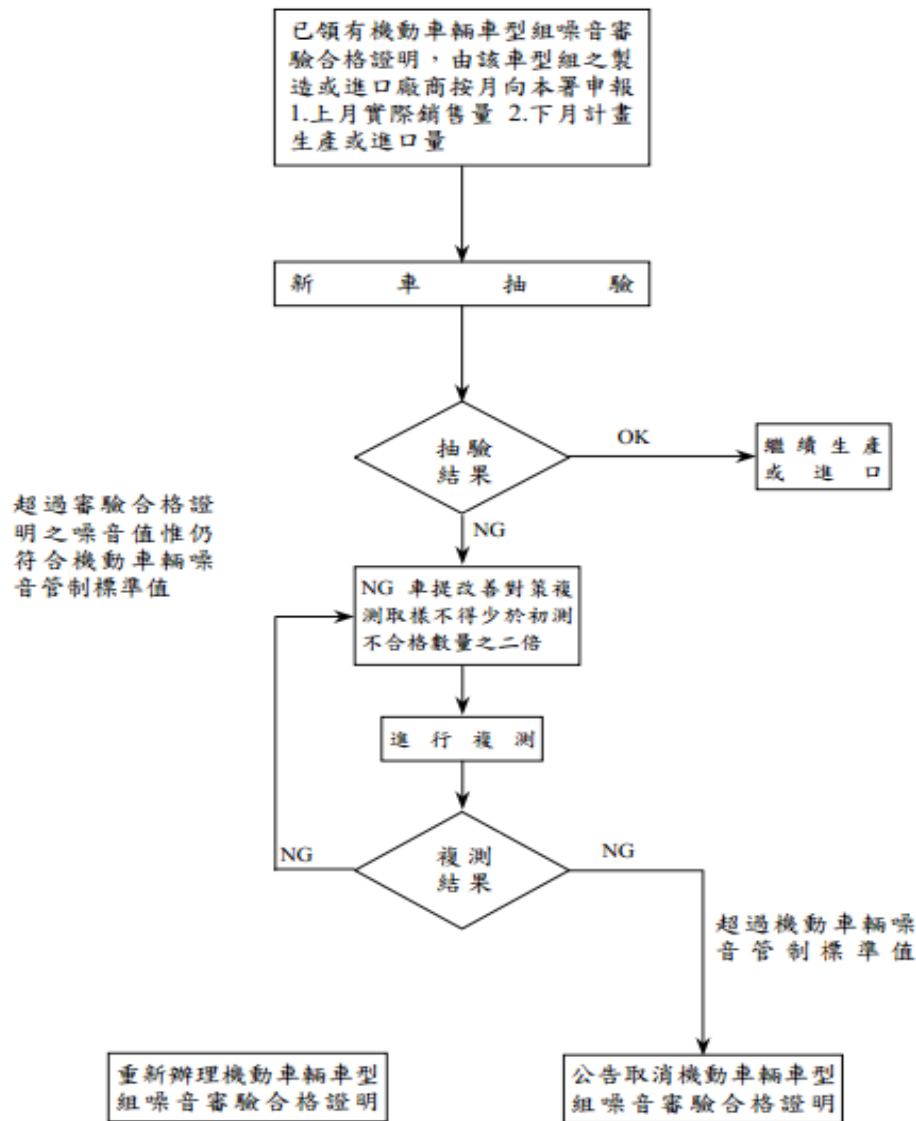 已領有機動車輛車型組噪音審
驗合格證明，由該車型組之製
造或進口廠商按月向本署申報
1.上月實際銷售量 2.下月計畫
生產或進口量
新車抽驗
抽驗
結果
OK
繼續生產
或進口
NG
超過審驗合格證
明之噪音值惟仍
符合機動車輛噪
音管制標準值
NG 車提改善對策複
測取樣不得少於初測
不合格數量之二倍
進行複測
複測
結果
NG
NG
超過機動車輛噪
音管制標準值
重新辦理機動車輛車型
組噪音審驗合格證明
公告取消機動車輛車型
組噪音審驗合格證明